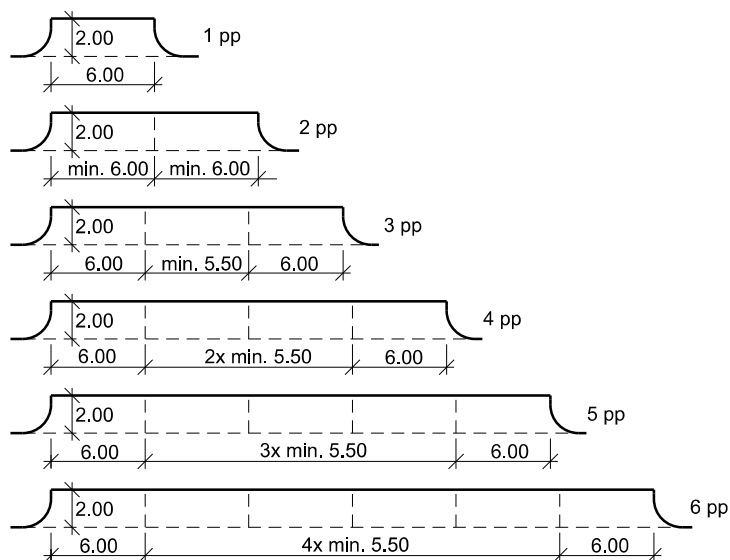 2.00 1 pp
6.00
2.00 2 pp
min. 6.00 min. 6.00
2.00 3 pp
6.00 min. 5.50 6.00
2.00 4 pp
6.00 2x min. 5.50 6.00
2.00 5 pp
6.00 3x min. 5.50 6.00
2.00 6 pp
6.00 4x min. 5.50 6.00